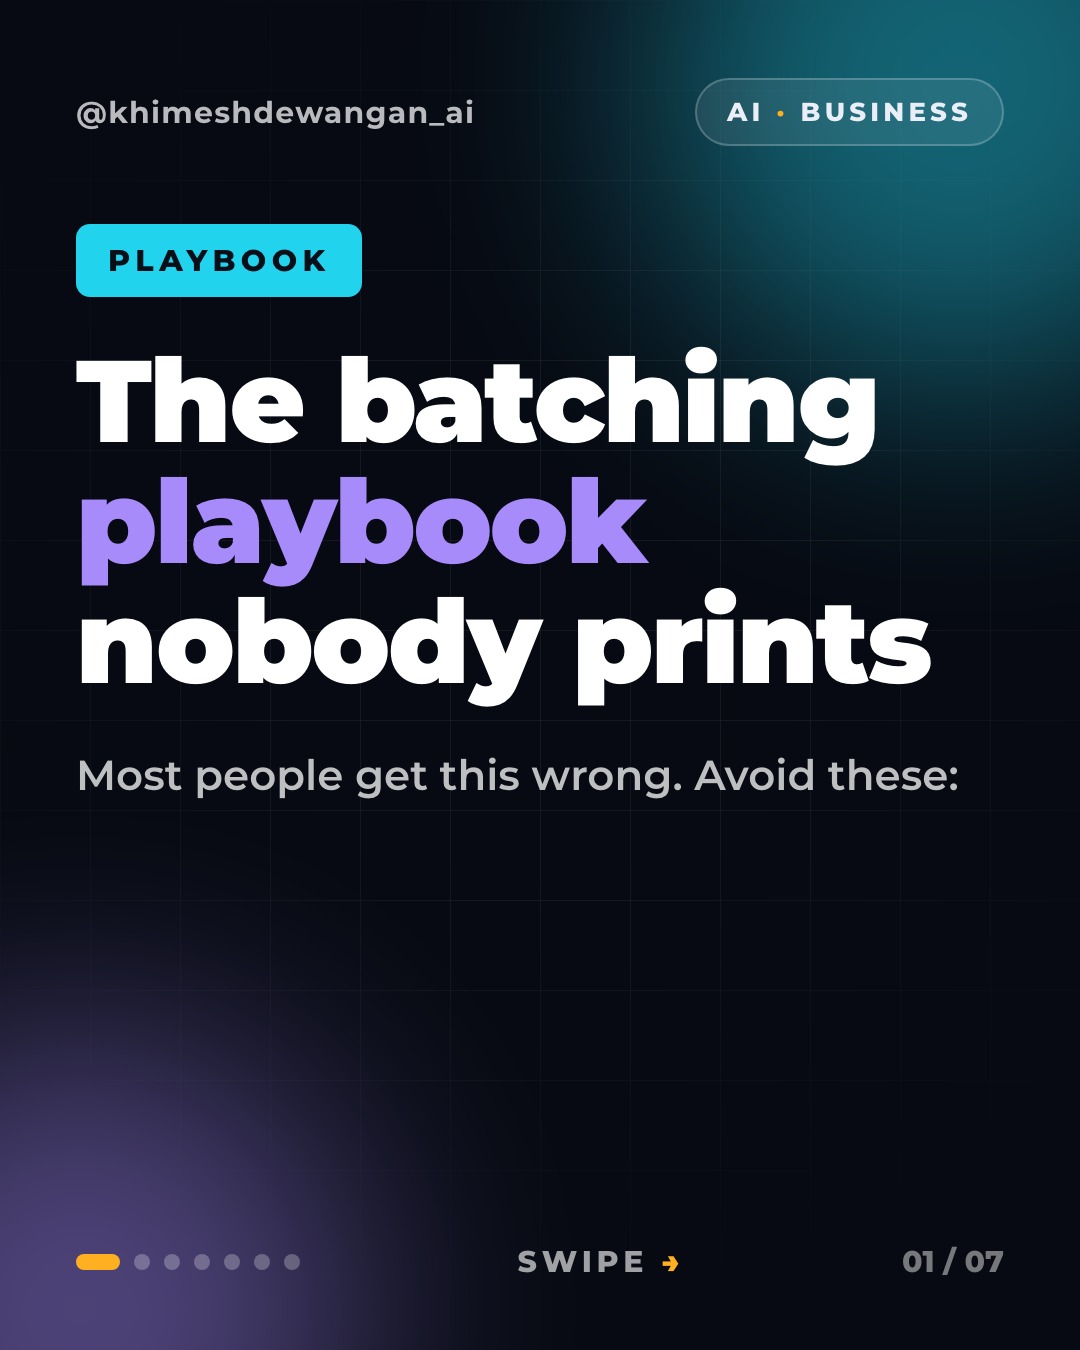 @khimeshdewangan_ai
AI • BUSINESS
PLAYBOOK
The batching
playbook
nobody prints
Most people get this wrong. Avoid these:
SWIPE →
01 / 07